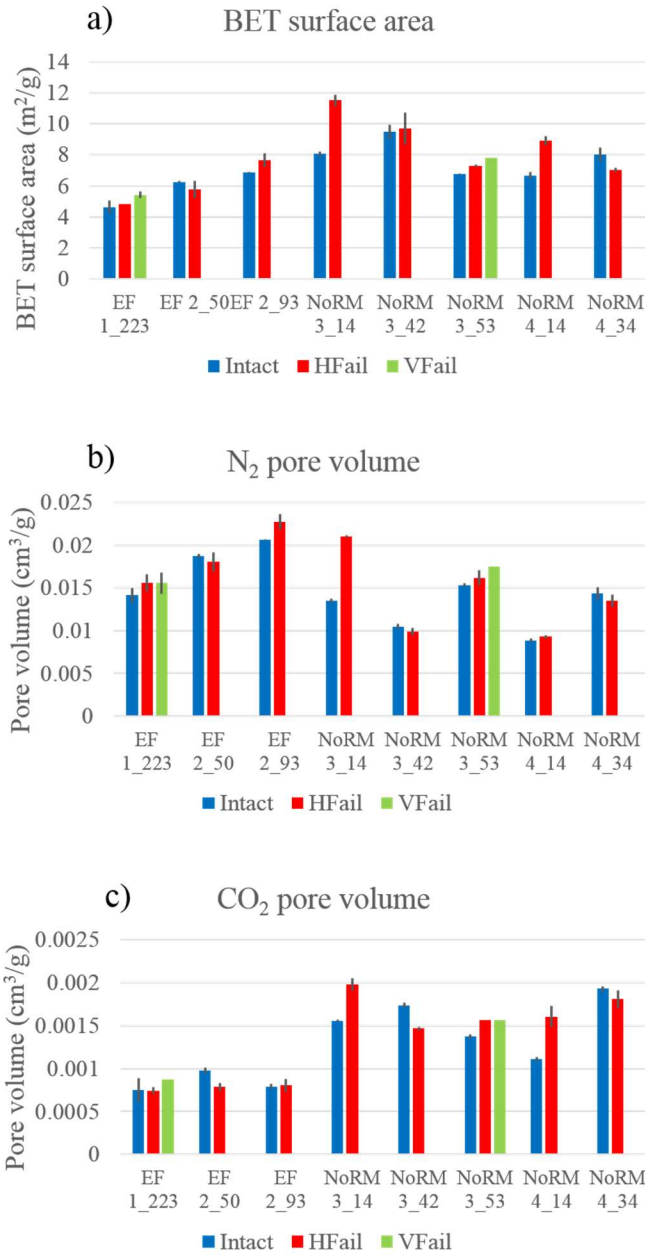 a) BET surface area
BET surface area (m²/g)
14
12
10
8
6
4
2
0
EF EF 2_50 EF 2_93 NoRM NoRM NoRM NoRM NoRM
1_223 3_14 3_42 3_53 4_14 4_34
Intact HFail VFail
b) N₂ pore volume
Pore volume (cm³/g)
0.025
0.02
0.015
0.01
0.005
0
EF EF EF NoRM NoRM NoRM NoRM NoRM
1_223 2_50 2_93 3_14 3_42 3_53 4_14 4_34
Intact HFail VFail
c) CO₂ pore volume
Pore volume (cm³/g)
0.0025
0.002
0.0015
0.001
0.0005
0
EF EF EF NoRM NoRM NoRM NoRM NoRM
1_223 2_50 2_93 3_14 3_42 3_53 4_14 4_34
Intact HFail VFail